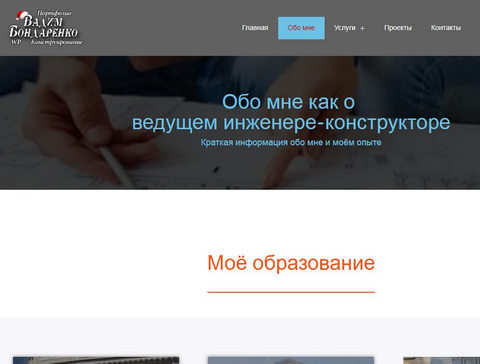 Портфолио
Вадим
Бондаренко
WP Конструирование
Главная Обо мне Услуги + Проекты Контакты
Обо мне как о
ведущем инженере-конструкторе
Краткая информация обо мне и моём опыте
Моё образование